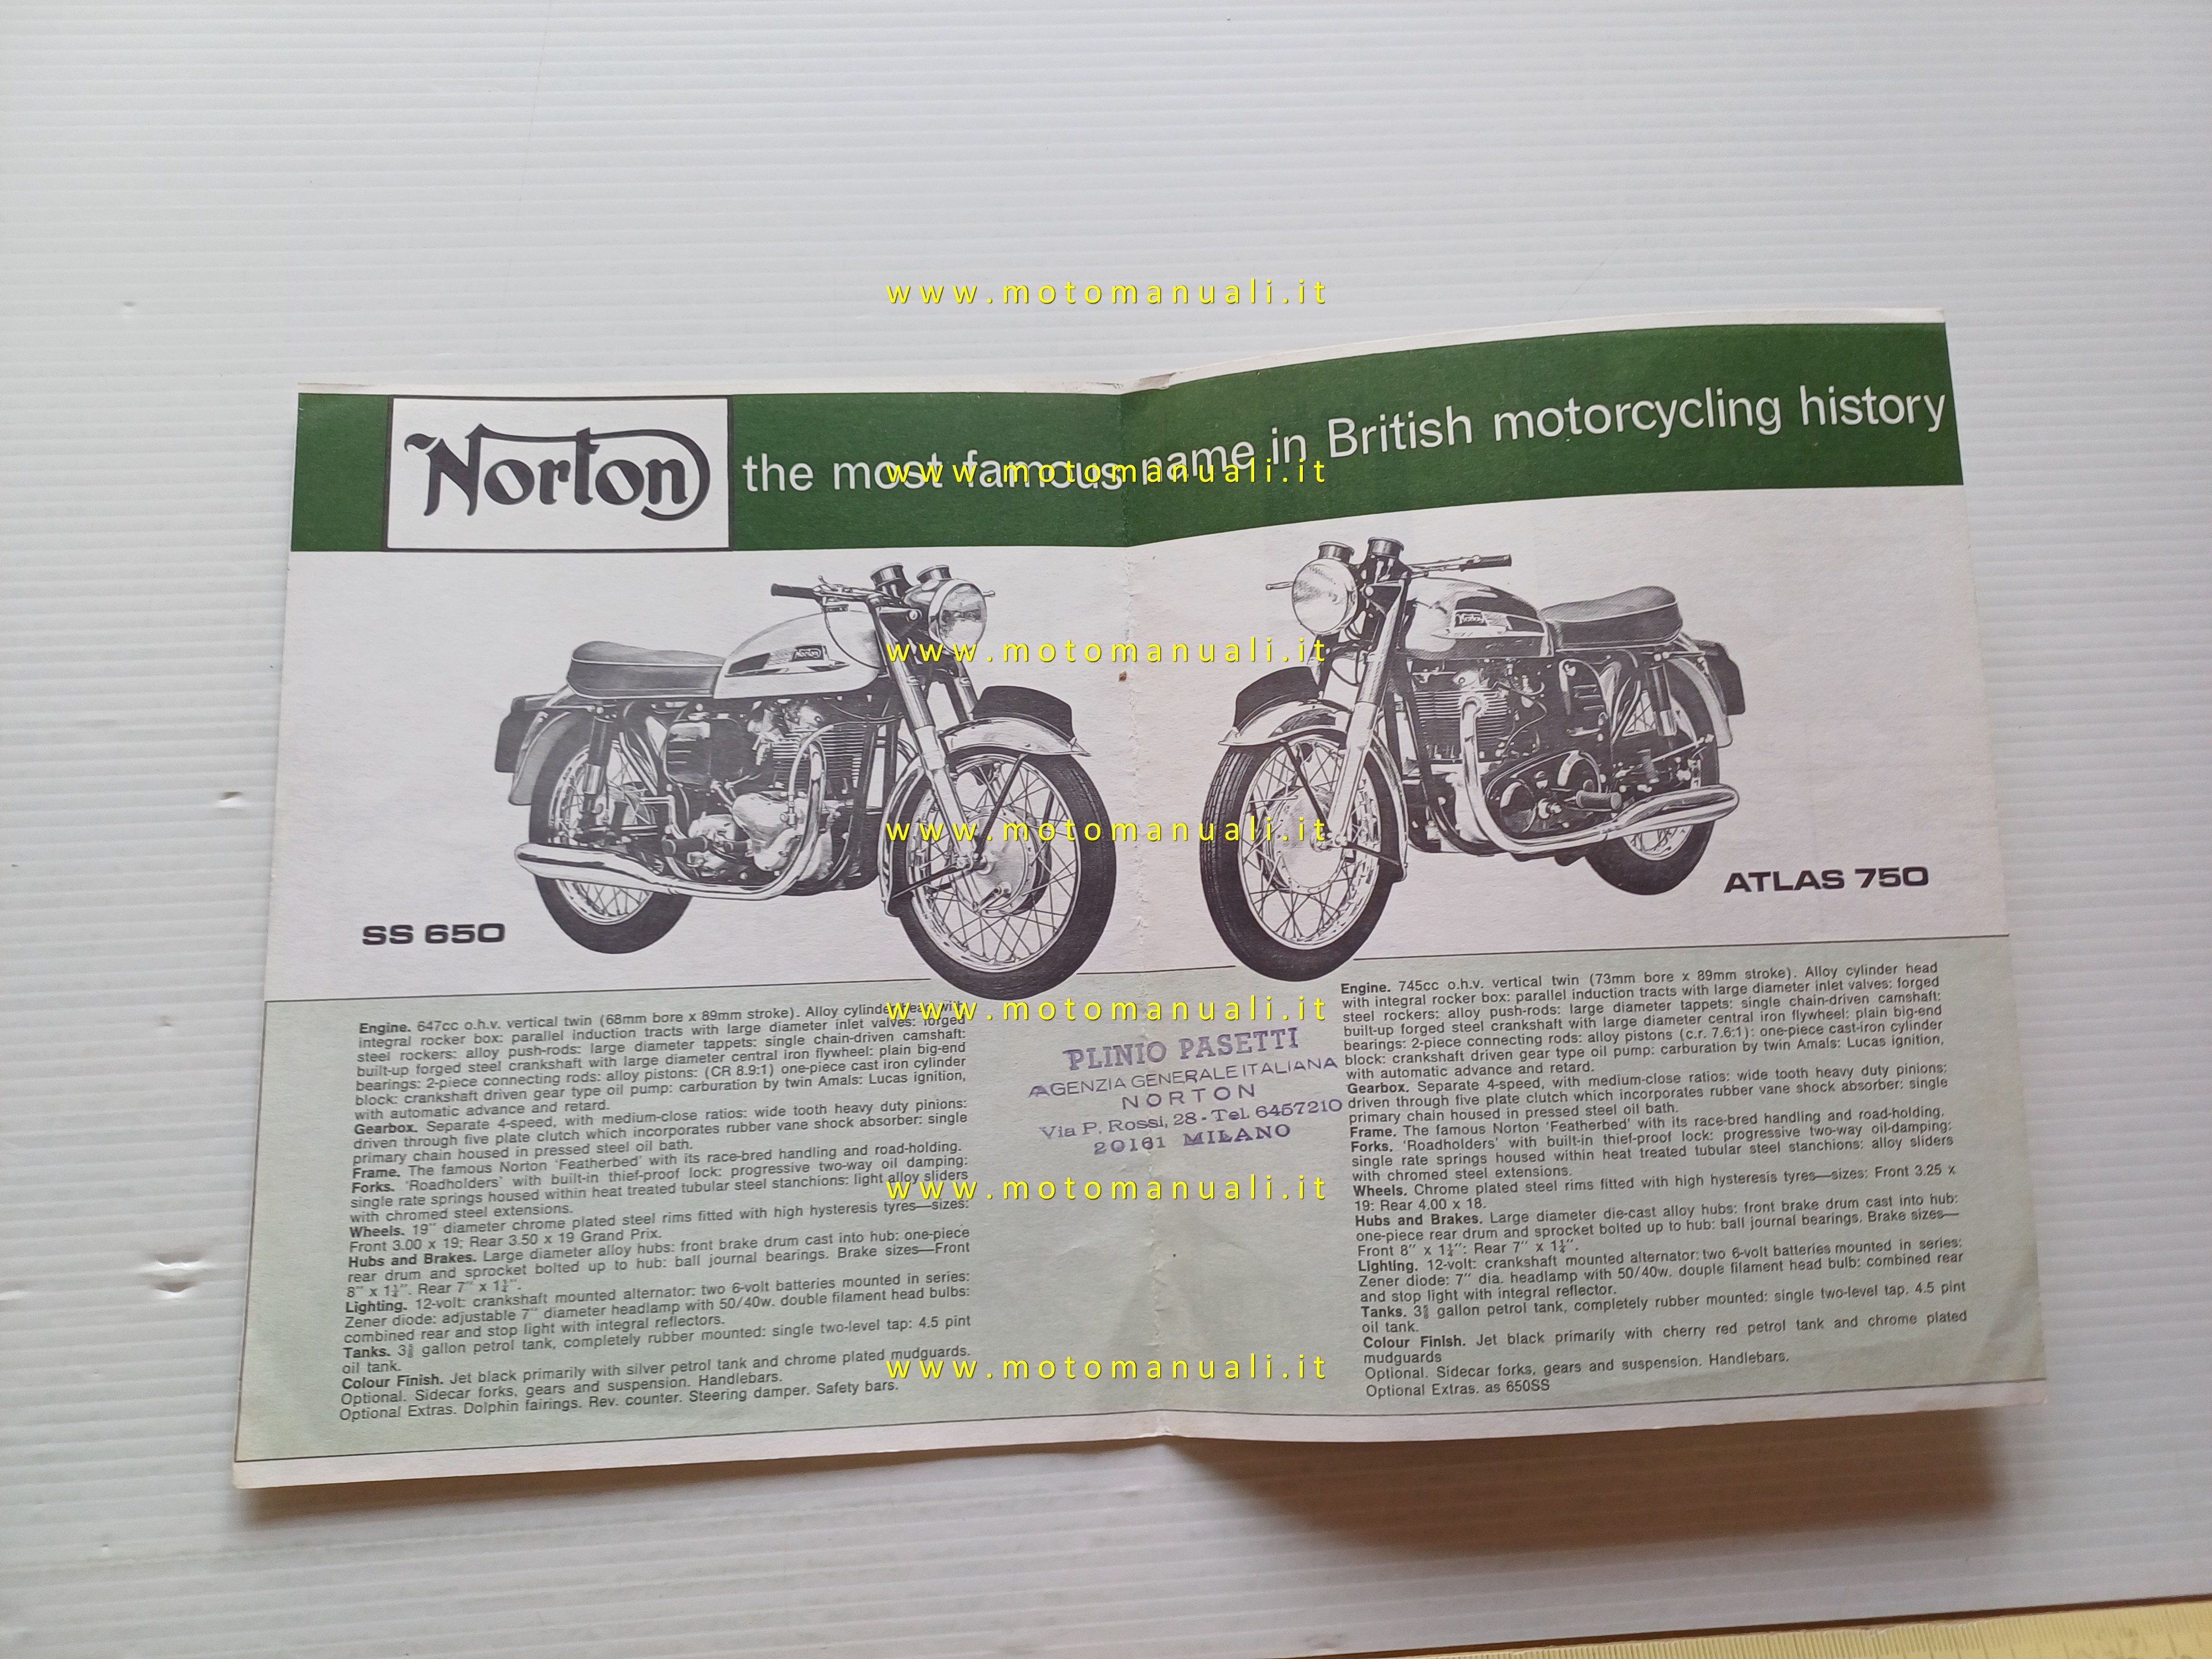 www.motomanuali.it
Norton the most famous name in British motorcycling history
www.motomanuali.it
Norton
Norton
www.motomanuali.it
www.motomanuali.it
SS 650
ATLAS 750
Engine. 647cc o.h.v. vertical twin (68mm bore x 89mm stroke). Alloy cylinder head with
integral rocker box: parallel induction tracts with large diameter inlet valves: forged
steel rockers: alloy push-rods: large diameter tappets: single chain-driven camshaft:
built-up forged steel crankshaft with large diameter central iron flywheel: plain big-end
bearings: 2-piece connecting rods: alloy pistons: (CR 8.9:1) one-piece cast iron cylinder
block: crankshaft driven gear type oil pump: carburation by twin Amals: Lucas ignition,
with automatic advance and retard.
Gearbox. Separate 4-speed, with medium-close ratios: wide tooth heavy duty pinions:
driven through five plate clutch which incorporates rubber vane shock absorber: single
primary chain housed in pressed steel oil bath.
Frame. The famous Norton 'Featherbed' with its race-bred handling and road-holding.
Forks. 'Roadholders' with built-in thief-proof lock: progressive two-way oil damping:
single rate springs housed within heat treated tubular steel stanchions: light alloy sliders
with chromed steel extensions.
Wheels. 19" diameter chrome plated steel rims fitted with high hysteresis tyres—sizes:
Front 3.00 x 19; Rear 3.50 x 19 Grand Prix.
Hubs and Brakes. Large diameter alloy hubs: front brake drum cast into hub: one-piece
rear drum and sprocket bolted up to hub: ball journal bearings. Brake sizes—Front
8" x 1¼". Rear 7" x 1¼".
Lighting. 12-volt: crankshaft mounted alternator: two 6-volt batteries mounted in series:
Zener diode: adjustable 7" diameter headlamp with 50/40w. double filament head bulbs:
combined rear and stop light with integral reflectors.
Tanks. 3⅝ gallon petrol tank, completely rubber mounted: single two-level tap: 4.5 pint
oil tank.
Colour Finish. Jet black primarily with silver petrol tank and chrome plated mudguards.
Optional. Sidecar forks, gears and suspension. Handlebars.
Optional Extras. Dolphin fairings. Rev. counter. Steering damper. Safety bars.
www.motomanuali.it
PLINIO PASETTI
AGENZIA GENERALE ITALIANA
NORTON
Via P. Rossi, 28 - Tel. 6457210
20161 MILANO
www.motomanuali.it
www.motomanuali.it
Engine. 745cc o.h.v. vertical twin (73mm bore x 89mm stroke). Alloy cylinder head
with integral rocker box: parallel induction tracts with large diameter inlet valves: forged
steel rockers: alloy push-rods: large diameter tappets: single chain-driven camshaft:
built-up forged steel crankshaft with large diameter central iron flywheel: plain big-end
bearings: 2-piece connecting rods: alloy pistons (c.r. 7.6:1): one-piece cast-iron cylinder
block: crankshaft driven gear type oil pump: carburation by twin Amals: Lucas ignition,
with automatic advance and retard.
Gearbox. Separate 4-speed, with medium-close ratios: wide tooth heavy duty pinions:
driven through five plate clutch which incorporates rubber vane shock absorber: single
primary chain housed in pressed steel oil bath.
Frame. The famous Norton 'Featherbed' with its race-bred handling and road-holding.
Forks. 'Roadholders' with built-in thief-proof lock: progressive two-way oil-damping:
single rate springs housed within heat treated tubular steel stanchions: alloy sliders
with chromed steel extensions.
Wheels. Chrome plated steel rims fitted with high hysteresis tyres—sizes: Front 3.25 x
19: Rear 4.00 x 18.
Hubs and Brakes. Large diameter die-cast alloy hubs: front brake drum cast into hub:
one-piece rear drum and sprocket bolted up to hub: ball journal bearings. Brake sizes—
Front 8" x 1¼": Rear 7" x 1¼".
Lighting. 12-volt: crankshaft mounted alternator: two 6-volt batteries mounted in series:
Zener diode: 7" dia. headlamp with 50/40w. douple filament head bulb: combined rear
and stop light with integral reflector.
Tanks. 3⅝ gallon petrol tank, completely rubber mounted: single two-level tap. 4.5 pint
oil tank.
Colour Finish. Jet black primarily with cherry red petrol tank and chrome plated
mudguards
Optional. Sidecar forks, gears and suspension. Handlebars.
Optional Extras. as 650SS